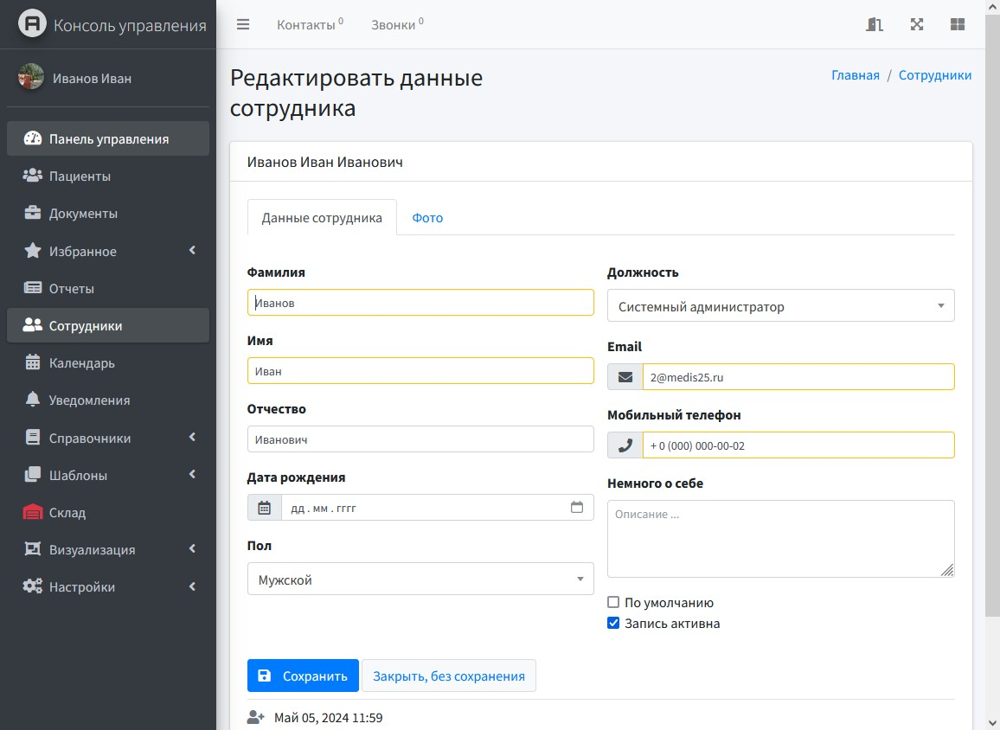 Консоль управления
Контакты 0
Звонки 0
Иванов Иван
Панель управления
Пациенты
Документы
Избранное
Отчеты
Сотрудники
Календарь
Уведомления
Справочники
Шаблоны
Склад
Визуализация
Настройки
Редактировать данные
сотрудника
Главная / Сотрудники
Иванов Иван Иванович
Данные сотрудника
Фото
Фамилия
Иванов
Имя
Иван
Отчество
Иванович
Дата рождения
дд . мм . гггг
Пол
Мужской
Должность
Системный администратор
Email
2@medis25.ru
Мобильный телефон
+ 0 (000) 000-00-02
Немного о себе
Описание ...
По умолчанию
Запись активна
Сохранить
Закрыть, без сохранения
Май 05, 2024 11:59